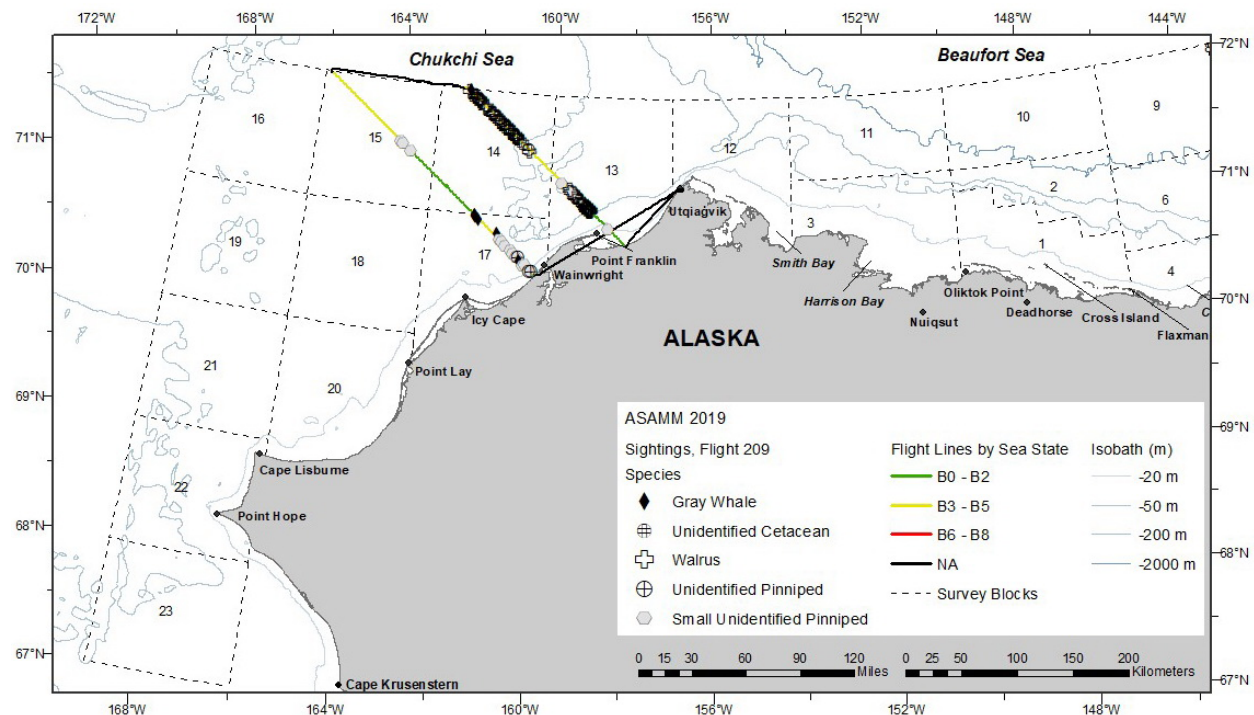 172°W 168°W 164°W 160°W 156°W 152°W 148°W 144°W
72°N 72°N
Chukchi Sea Beaufort Sea
16 9
10
71°N 15 14 11 71°N
12
13 2
6
Utqiaġvik
19 3 1
17
18 Point Franklin
70°N Wainwright Smith Bay 4 70°N
Harrison Bay Oliktok Point
Icy Cape Deadhorse Cross Island
Nuiqsut Flaxman
ALASKA
21 Point Lay
20
69°N 69°N
Cape Lisburne
22
Point Hope
68°N 68°N
23
67°N 67°N
Cape Krusenstern
ASAMM 2019
Sightings, Flight 209
Species
Gray Whale
Unidentified Cetacean
Walrus
Unidentified Pinniped
Small Unidentified Pinniped
Flight Lines by Sea State
B0 - B2
B3 - B5
B6 - B8
NA
Survey Blocks
Isobath (m)
-20 m
-50 m
-200 m
-2000 m
0 15 30 60 90 120
Miles
0 25 50 100 150 200
Kilometers
168°W 164°W 160°W 156°W 152°W 148°W